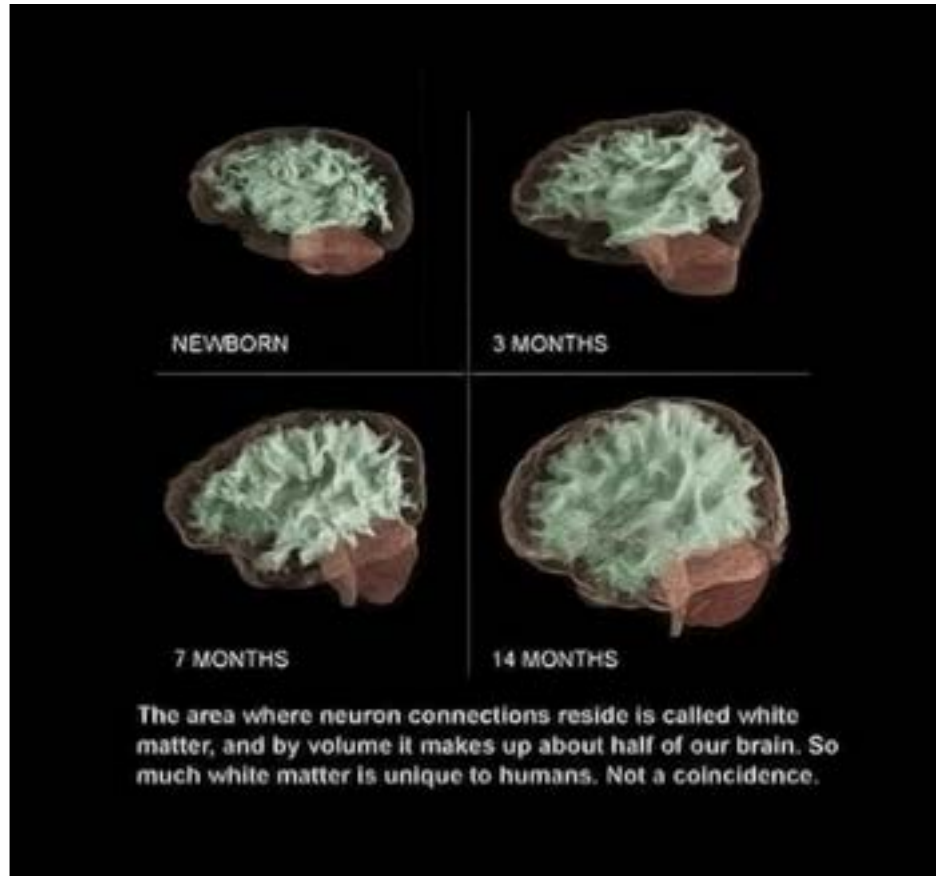 NEWBORN
3 MONTHS
7 MONTHS
14 MONTHS
The area where neuron connections reside is called white
matter, and by volume it makes up about half of our brain. So
much white matter is unique to humans. Not a coincidence.